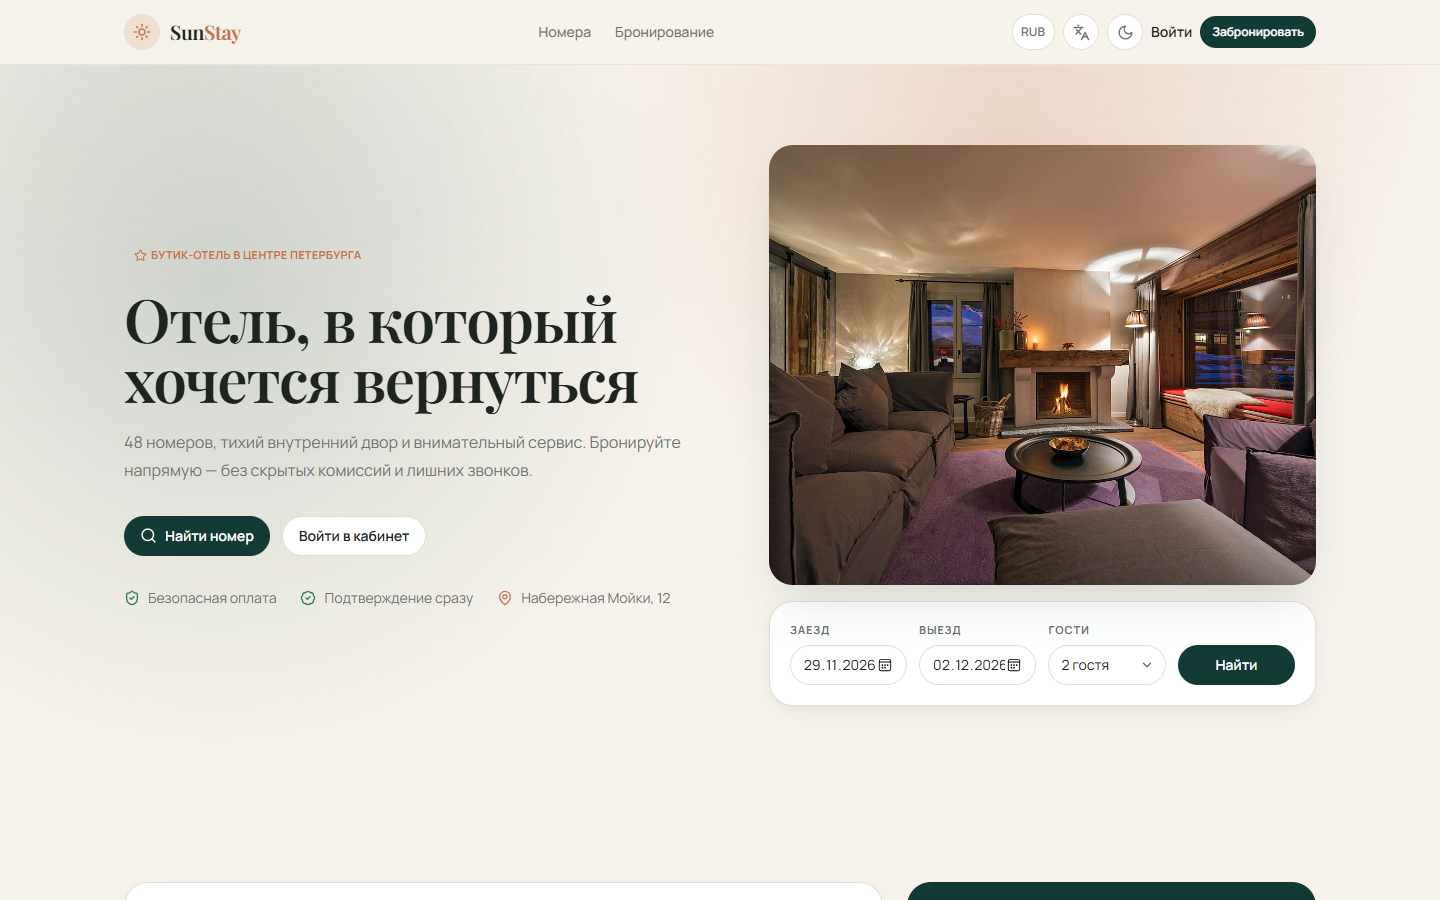 SunStay
Номера
Бронирование
RUB
Войти
Забронировать
БУТИК-ОТЕЛЬ В ЦЕНТРЕ ПЕТЕРБУРГА
Отель, в который
хочется вернуться
48 номеров, тихий внутренний двор и внимательный сервис. Бронируйте
напрямую — без скрытых комиссий и лишних звонков.
Найти номер
Войти в кабинет
Безопасная оплата
Подтверждение сразу
Набережная Мойки, 12
ЗАЕЗД
ВЫЕЗД
ГОСТИ
29.11.2026
02.12.2026
2 гостя
Найти